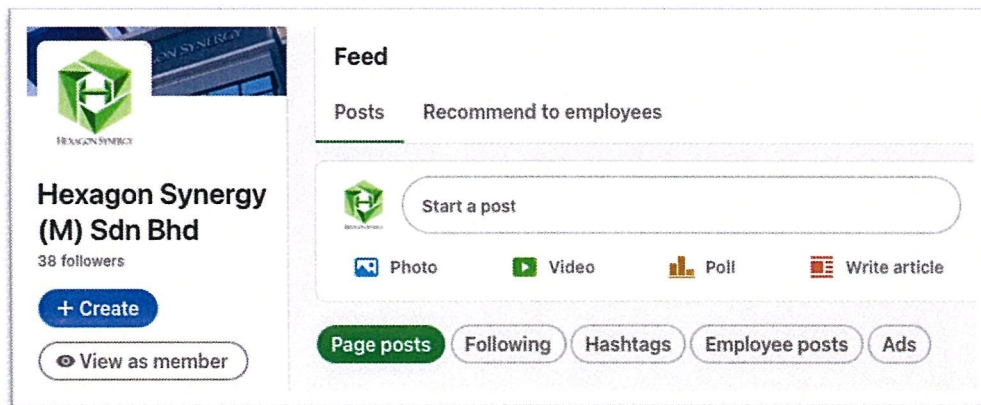 HEXAGON SYNERGY
Hexagon Synergy
(M) Sdn Bhd
38 followers
+ Create
View as member
Feed
Posts Recommend to employees
Start a post
Photo Video Poll Write article
Page posts Following Hashtags Employee posts Ads